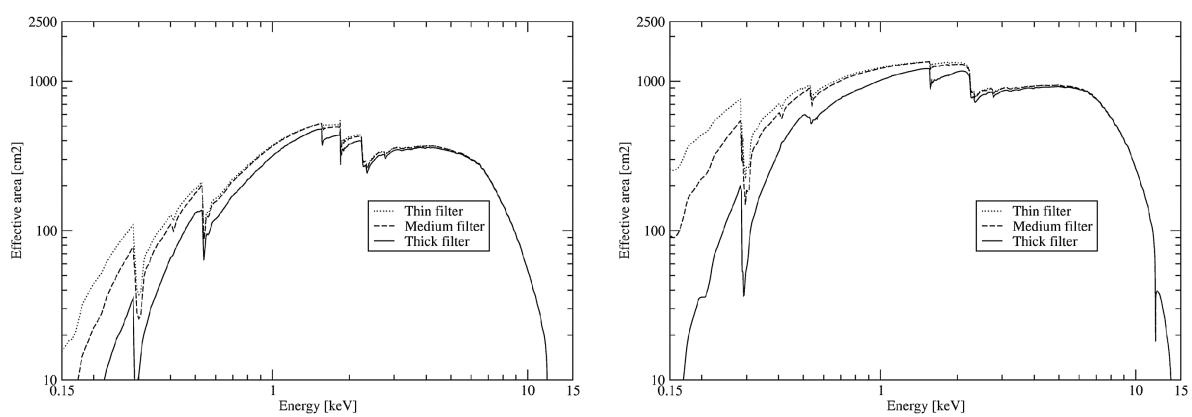 2500
1000
Effective area [cm2]
100
10
0.15
1
10
15
Energy [keV]
Thin filter
Medium filter
Thick filter
2500
1000
Effective area [cm2]
100
10
0.15
1
10
15
Energy [keV]
Thin filter
Medium filter
Thick filter